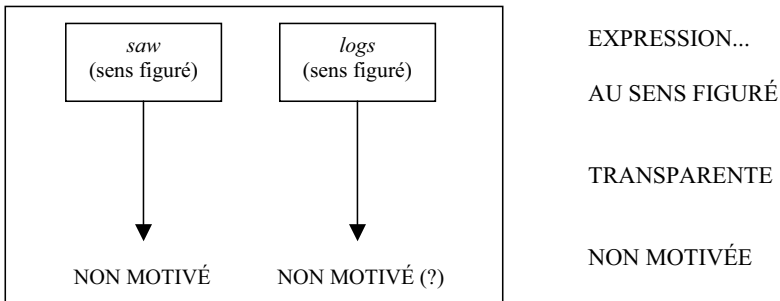 saw
(sens figuré)
logs
(sens figuré)
NON MOTIVÉ
NON MOTIVÉ (?)
EXPRESSION...
AU SENS FIGURÉ
TRANSPARENTE
NON MOTIVÉE